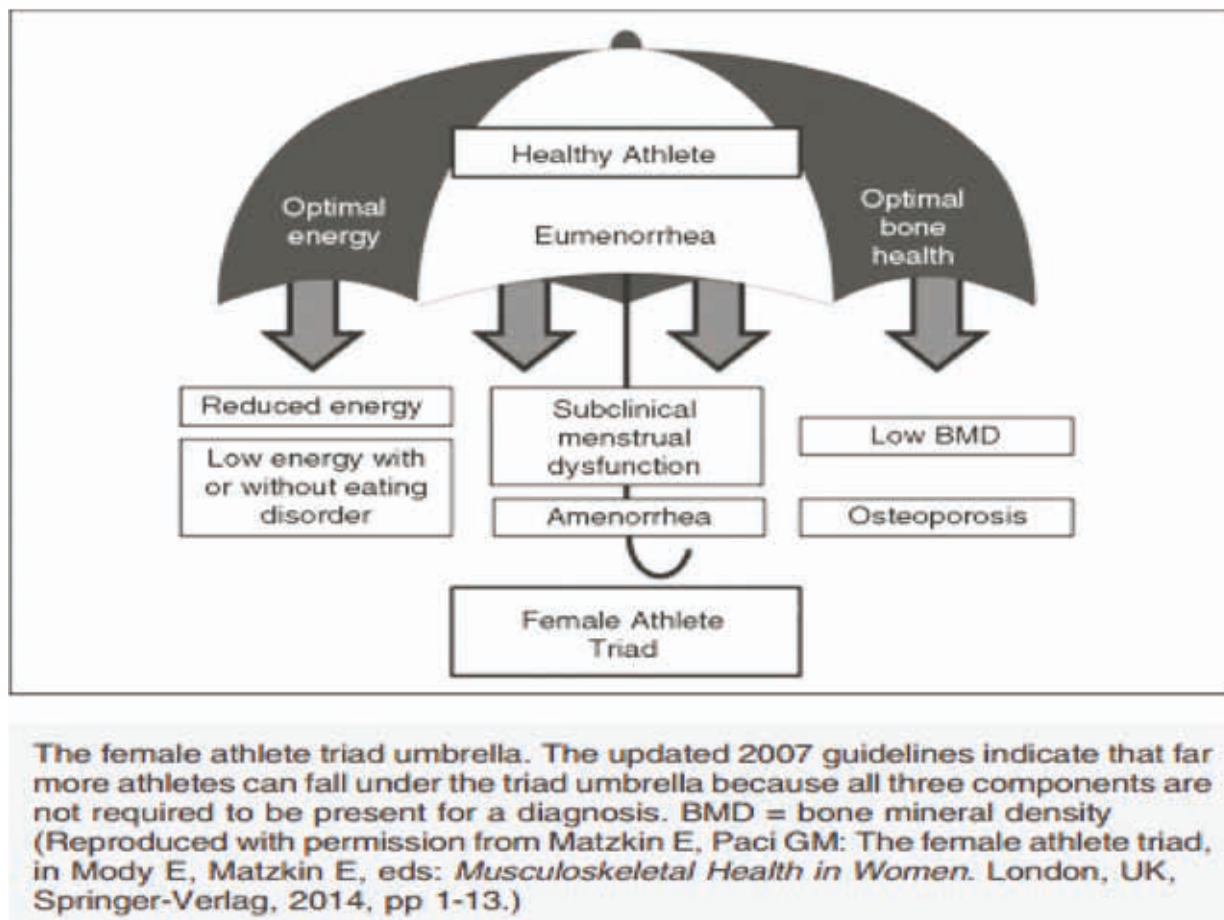 Healthy Athlete
Optimal
energy
Eumenorrhea
Optimal
bone
health
Reduced energy
Low energy with
or without eating
disorder
Subclinical
menstrual
dysfunction
Amenorrhea
Low BMD
Osteoporosis
Female Athlete
Triad
The female athlete triad umbrella. The updated 2007 guidelines indicate that far
more athletes can fall under the triad umbrella because all three components are
not required to be present for a diagnosis. BMD = bone mineral density
(Reproduced with permission from Matzkin E, Paci GM: The female athlete triad,
in Mody E, Matzkin E, eds: Musculoskeletal Health in Women. London, UK,
Springer-Verlag, 2014, pp 1-13.)